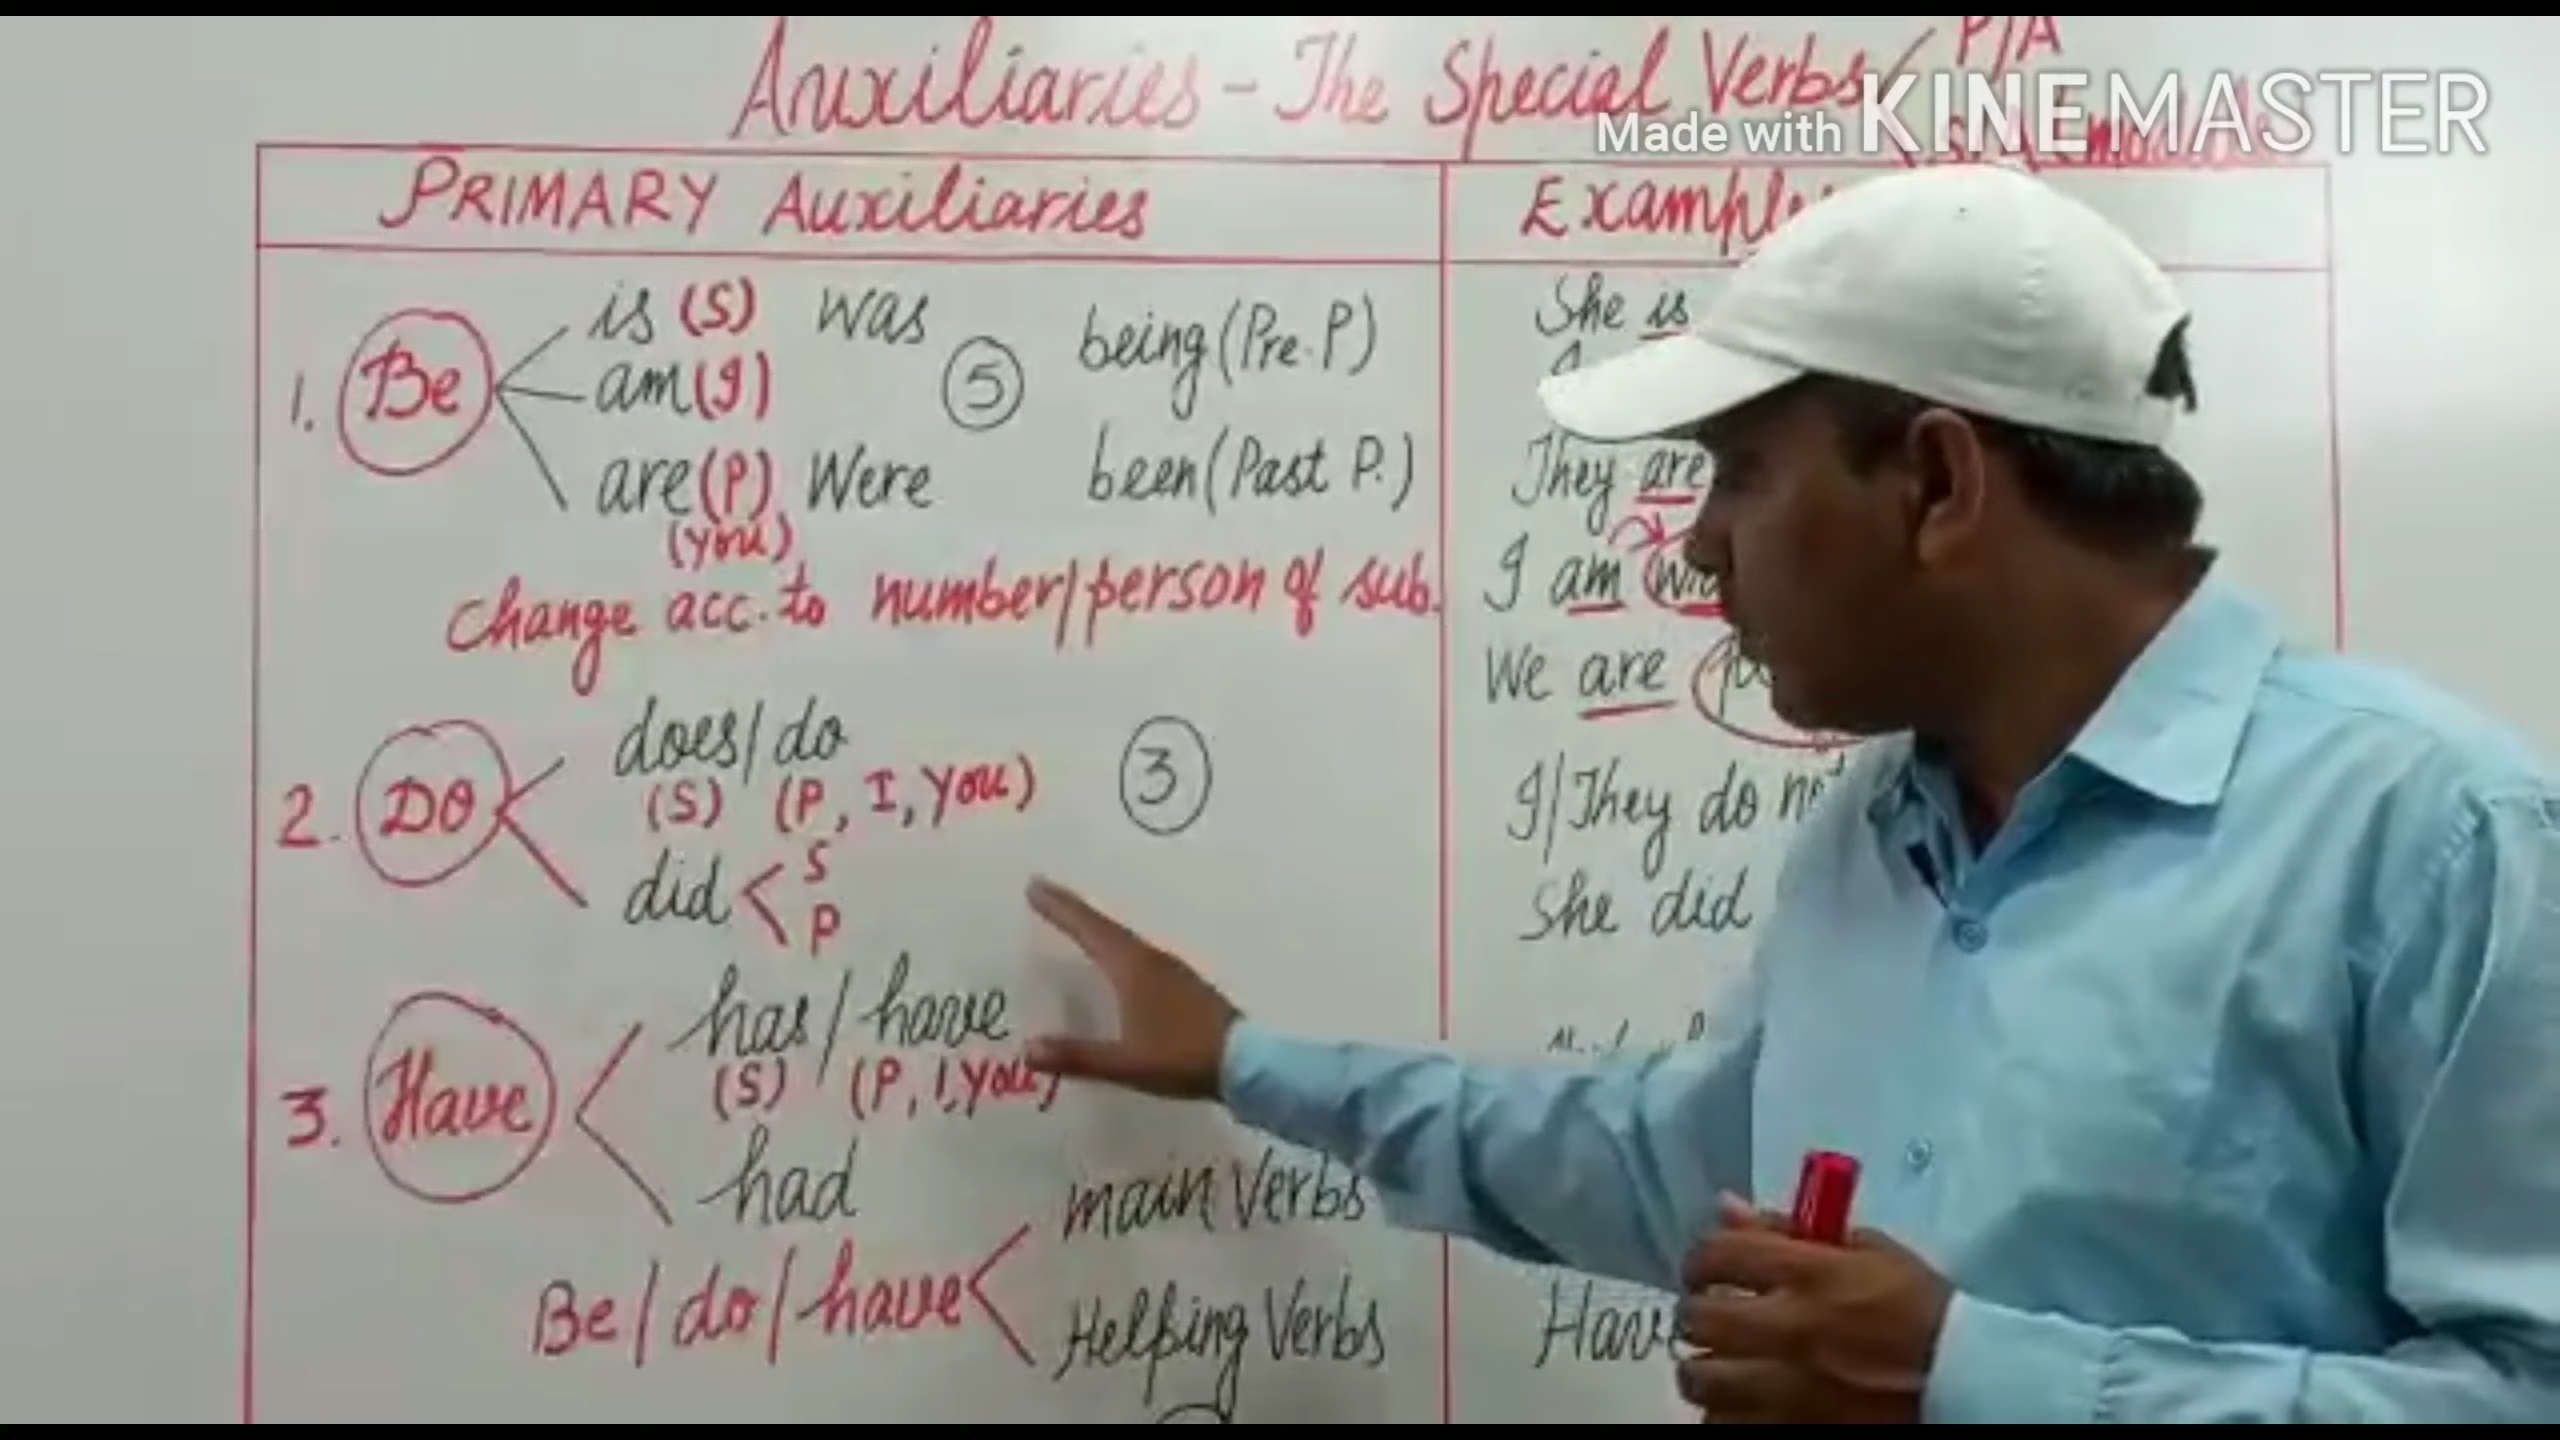 Auxiliaries - The Special Verbs P/A
Made with KINEMASTER
PRIMARY Auxiliaries
1. Be
is (S) was
am (I)
are (P) were
(you)
5
being (Pre. P)
been (Past P.)
change acc. to number/person of sub.
2. DO
does/do
(S) (P, I, you)
3
did < S
P
3. Have
has/have
(S) (P, I, you)
had
Be/do/have
main Verbs
Helping Verbs
She is
They are
I am
We are
I/They do not
She did